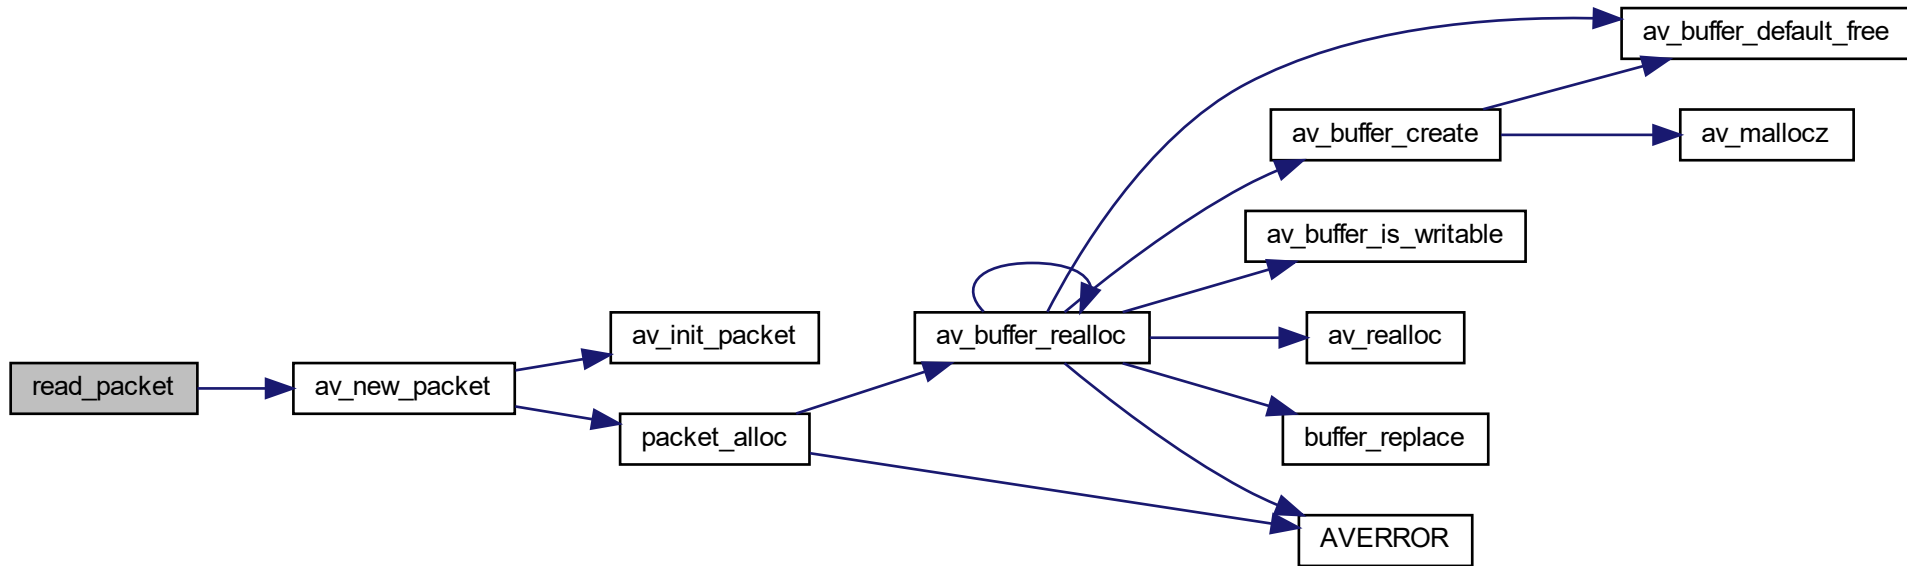 read_packet
av_new_packet
av_init_packet
packet_alloc
av_buffer_realloc
av_buffer_default_free
av_buffer_create
av_mallocz
av_buffer_is_writable
av_realloc
buffer_replace
AVERROR